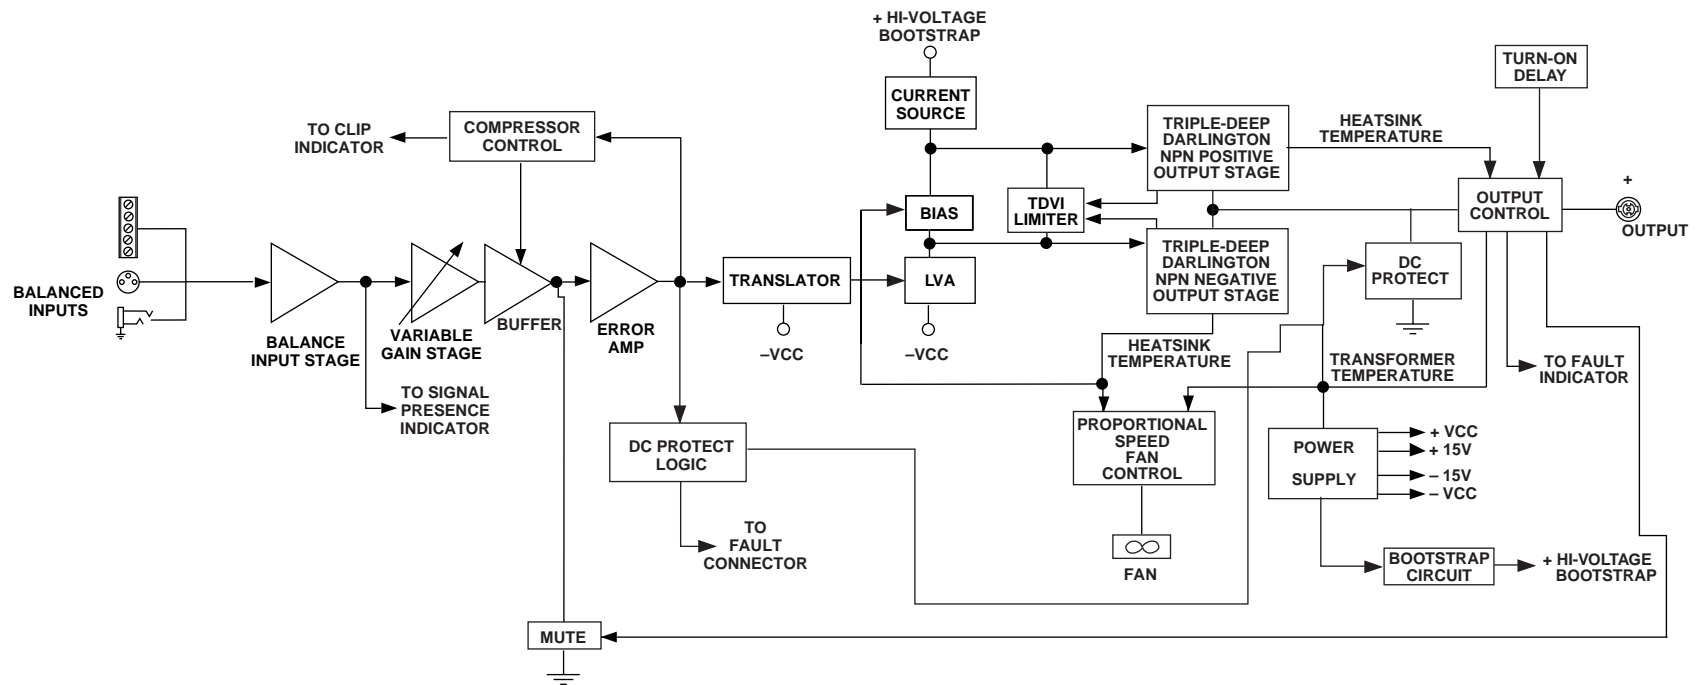 + HI-VOLTAGE
BOOTSTRAP
CURRENT
SOURCE
TURN-ON
DELAY
TO CLIP
INDICATOR
COMPRESSOR
CONTROL
TRIPLE-DEEP
DARLINGTON
NPN POSITIVE
OUTPUT STAGE
HEATSINK
TEMPERATURE
BIAS
TDVI
LIMITER
OUTPUT
CONTROL
+
OUTPUT
BALANCED
INPUTS
BALANCE
INPUT STAGE
VARIABLE
GAIN STAGE
BUFFER
ERROR
AMP
TRANSLATOR
–VCC
LVA
–VCC
TRIPLE-DEEP
DARLINGTON
NPN NEGATIVE
OUTPUT STAGE
DC
PROTECT
HEATSINK
TEMPERATURE
TRANSFORMER
TEMPERATURE
TO FAULT
INDICATOR
TO SIGNAL
PRESENCE
INDICATOR
DC PROTECT
LOGIC
PROPORTIONAL
SPEED
FAN
CONTROL
POWER
SUPPLY
+ VCC
+ 15V
– 15V
– VCC
TO
FAULT
CONNECTOR
FAN
BOOTSTRAP
CIRCUIT
+ HI-VOLTAGE
BOOTSTRAP
MUTE